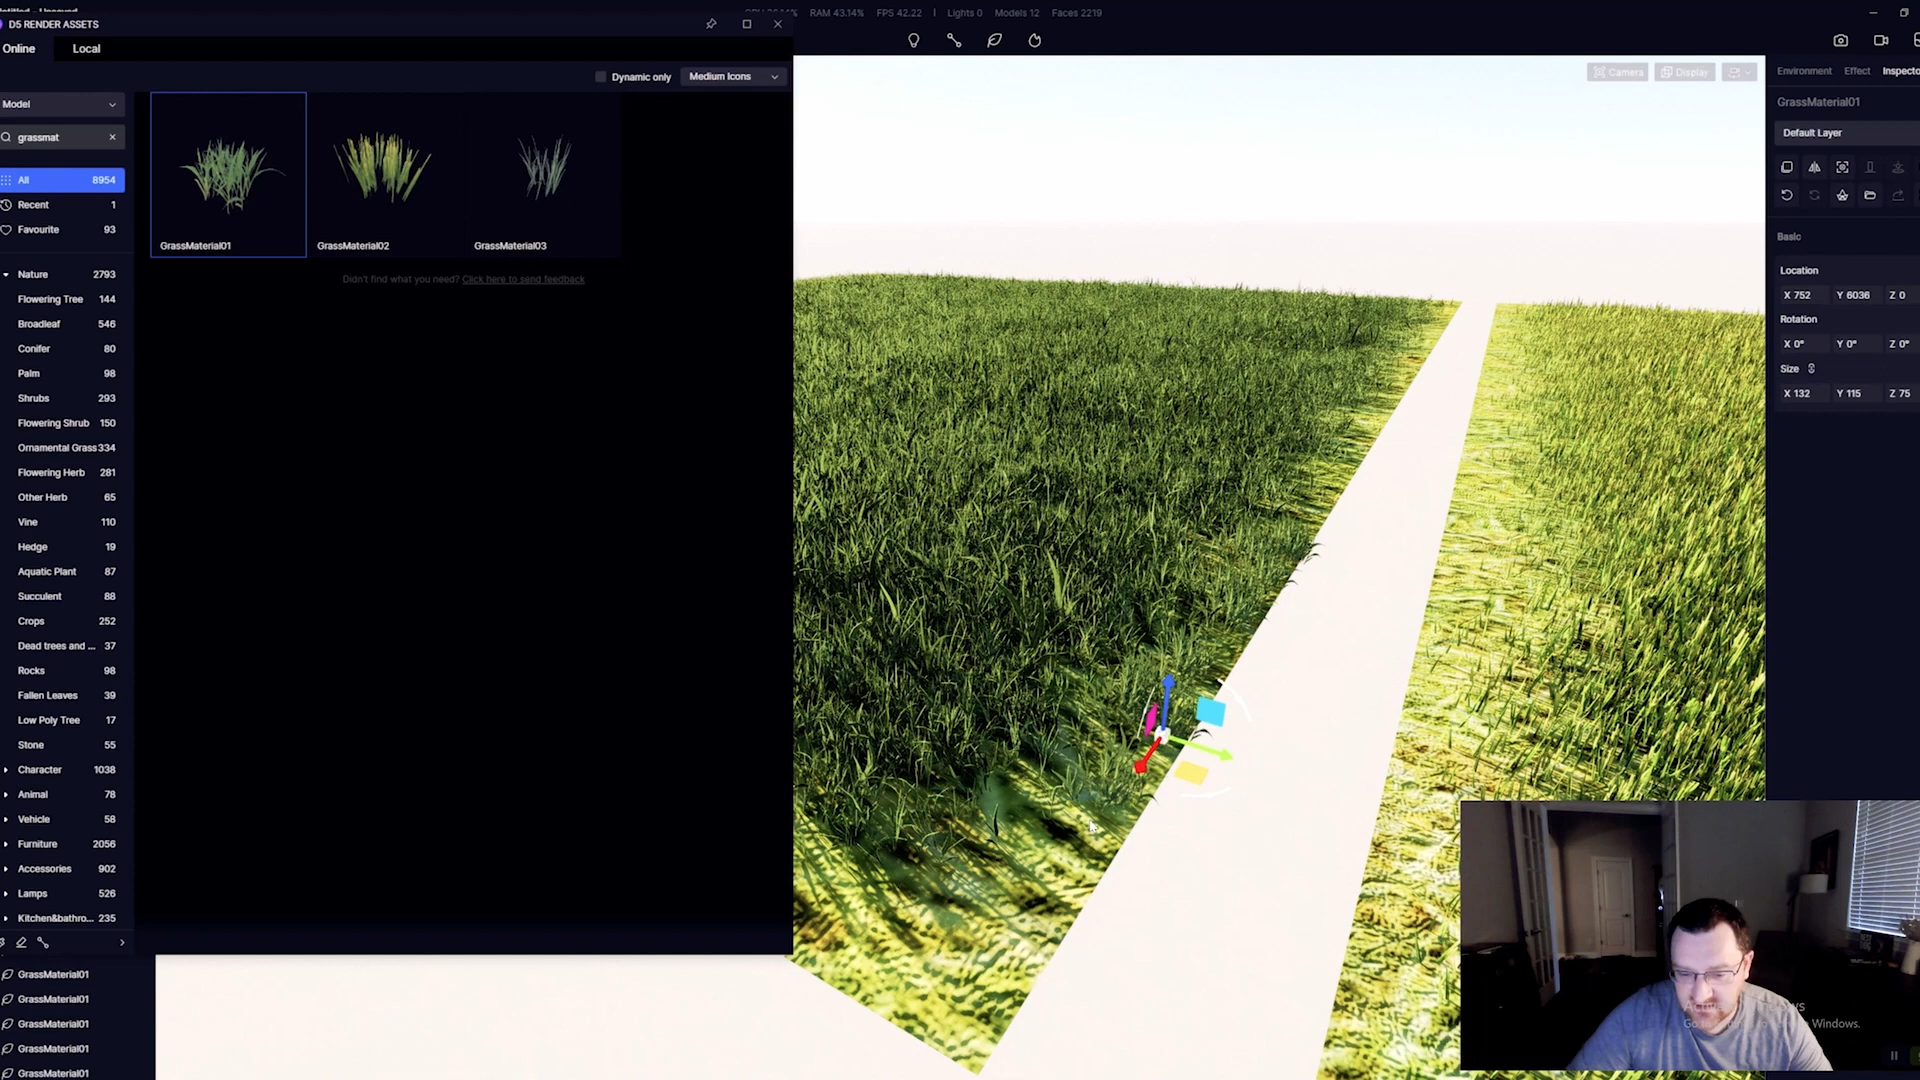 Untitled - Unsaved
RAM 43.14% FPS 42.22 Lights 0 Models 12 Faces 2219
D5 RENDER ASSETS
Online Local
Dynamic only Medium Icons
Model
grassmat
All 8954
Recent 1
Favourite 93
Nature 2793
Flowering Tree 144
Broadleaf 546
Conifer 80
Palm 98
Shrubs 293
Flowering Shrub 150
Ornamental Grass 334
Flowering Herb 281
Other Herb 65
Vine 110
Hedge 19
Aquatic Plant 87
Succulent 88
Crops 252
Dead trees and ... 37
Rocks 98
Fallen Leaves 39
Low Poly Tree 17
Stone 55
Character 1038
Animal 78
Vehicle 58
Furniture 2056
Accessories 902
Lamps 526
Kitchen&bathro... 235
GrassMaterial01
GrassMaterial02
GrassMaterial03
Didn't find what you need? Click here to send feedback
GrassMaterial01
GrassMaterial01
GrassMaterial01
GrassMaterial01
GrassMaterial01
Camera Display
Environment Effect Inspecto
GrassMaterial01
Default Layer
Basic
Location
X 752 Y 6036 Z 0
Rotation
X 0° Y 0° Z 0°
Size
X 132 Y 115 Z 75
Windows.